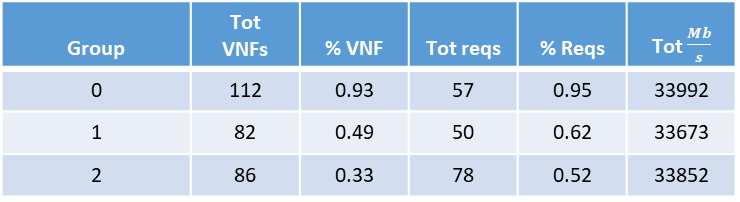 Group Tot VNFs % VNF Tot reqs % Reqs Tot Mb/s
0 112 0.93 57 0.95 33992
1 82 0.49 50 0.62 33673
2 86 0.33 78 0.52 33852